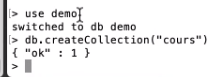 > use demo
switched to db demo
> db.createCollection("cours")
{ "ok" : 1 }
>